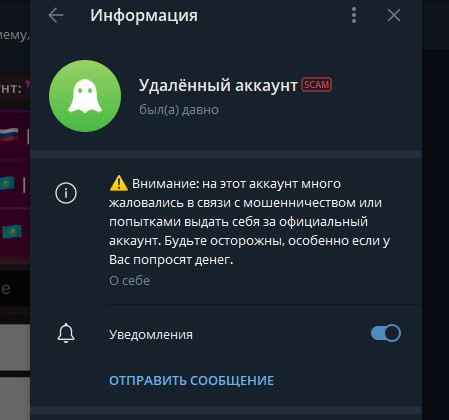 Информация
ему,
Удалённый аккаунт SCAM
был(а) давно
нт:
⚠️ Внимание: на этот аккаунт много
жаловались в связи с мошенничеством или
попытками выдать себя за официальный
аккаунт. Будьте осторожны, особенно если у
Вас попросят денег.
О себе
е
Уведомления
ОТПРАВИТЬ СООБЩЕНИЕ